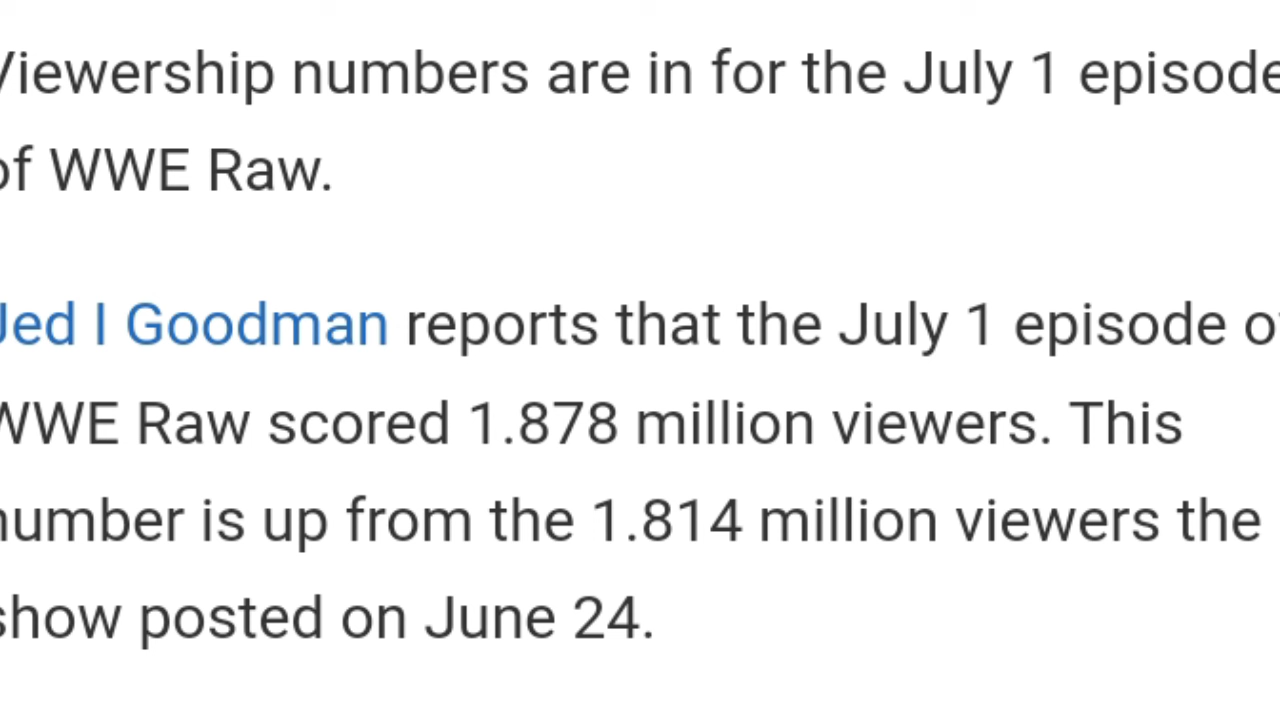 Viewership numbers are in for the July 1 episode
of WWE Raw.
Jed I Goodman reports that the July 1 episode of
WWE Raw scored 1.878 million viewers. This
number is up from the 1.814 million viewers the
show posted on June 24.